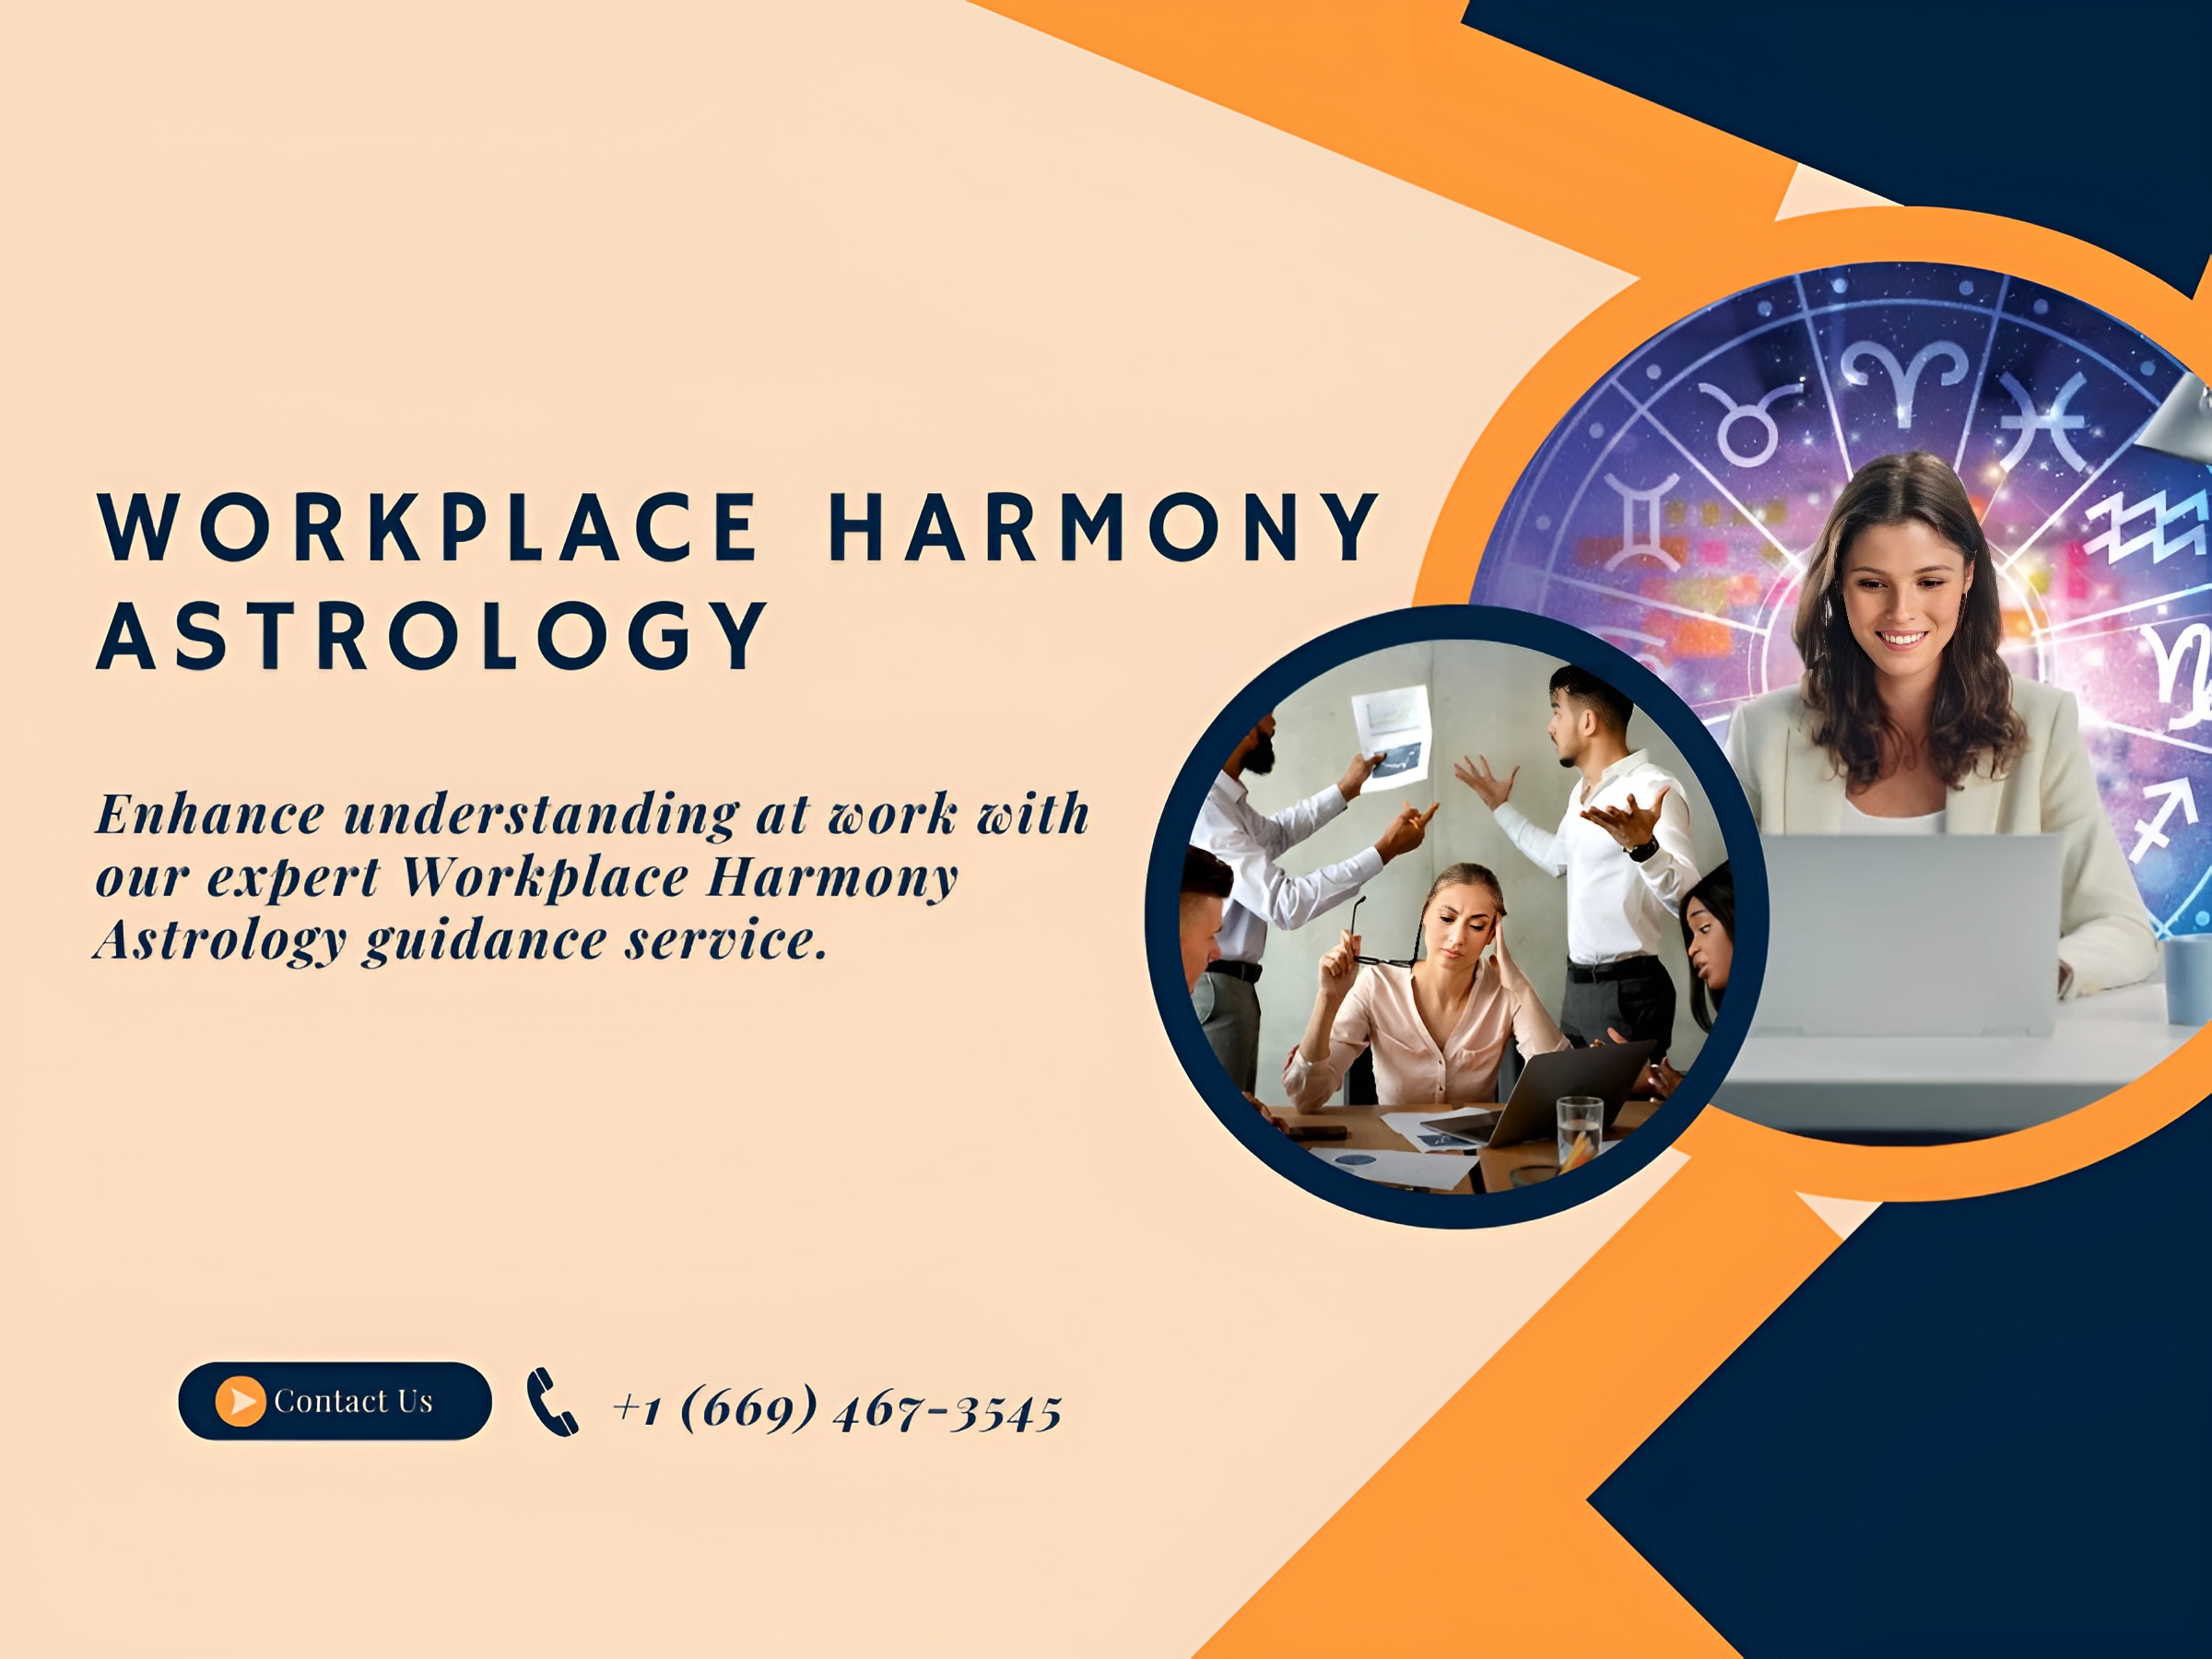 WORKPLACE HARMONY
ASTROLOGY
Enhance understanding at work with
our expert Workplace Harmony
Astrology guidance service.
Contact Us
+1 (669) 467-3545